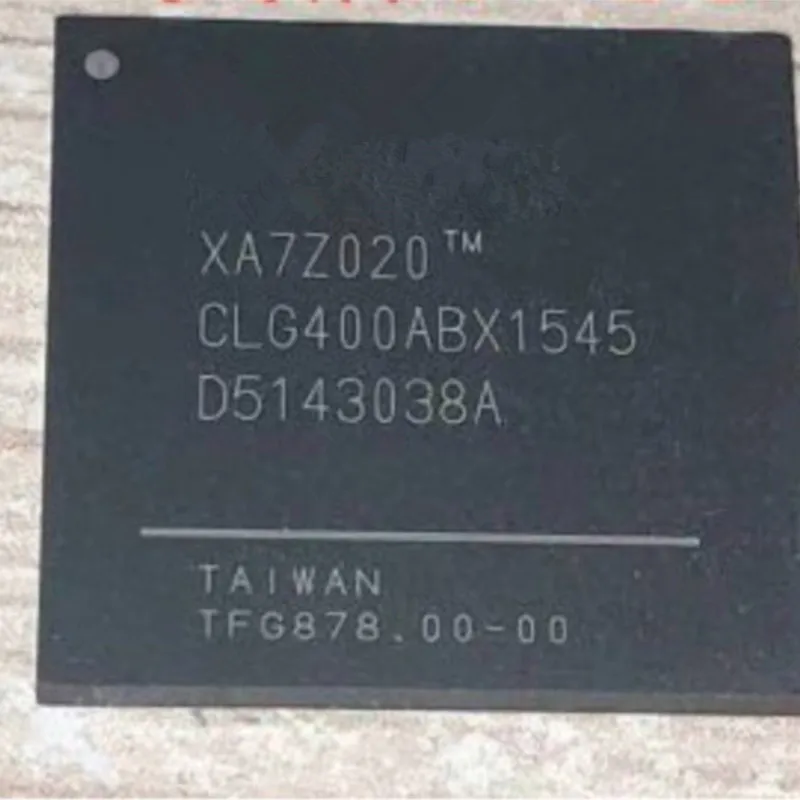 XA7Z020™
CLG400ABX1545
D5143038A
TAIWAN
TFG878.00-00